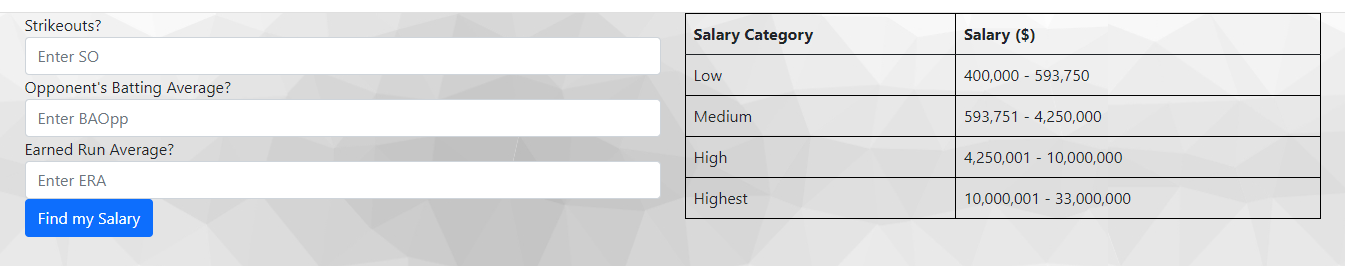 Strikeouts?
Enter SO
Opponent's Batting Average?
Enter BAOpp
Earned Run Average?
Enter ERA
Find my Salary
Salary Category Salary ($)
Low 400,000 - 593,750
Medium 593,751 - 4,250,000
High 4,250,001 - 10,000,000
Highest 10,000,001 - 33,000,000